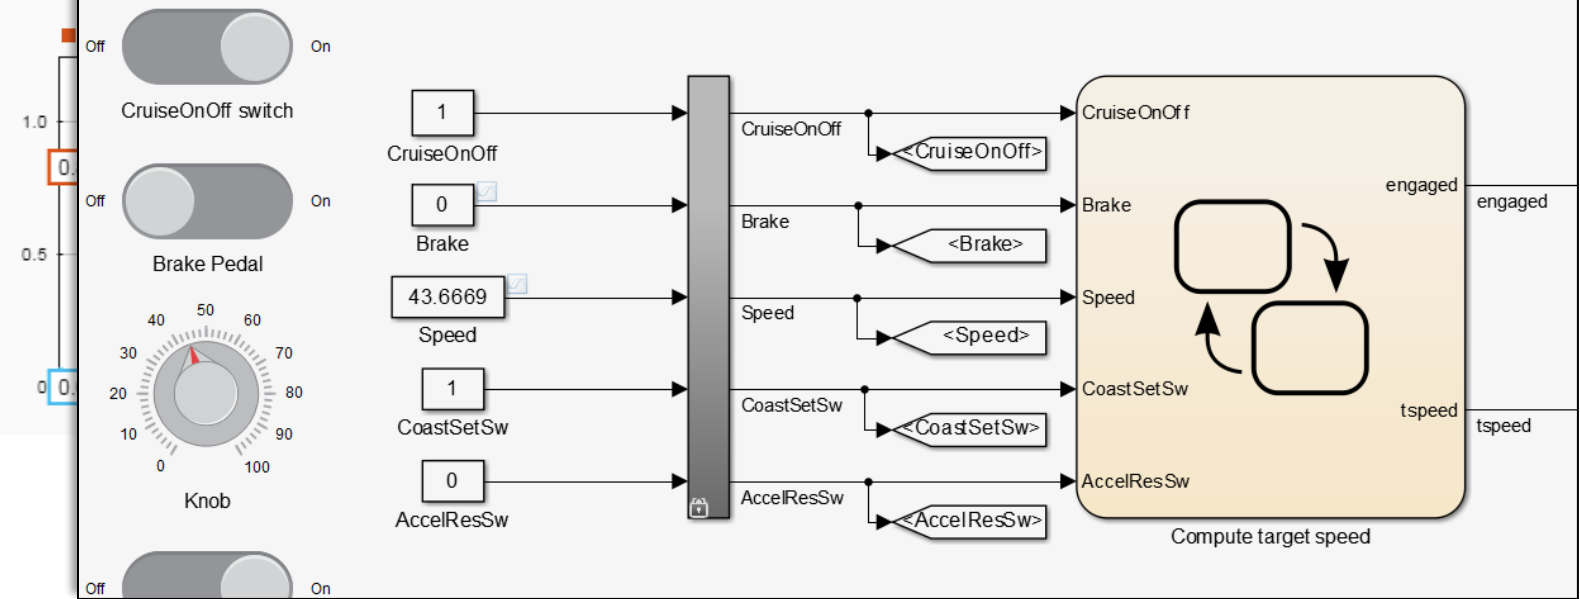 Off
On
CruiseOnOff switch
Off
On
Brake Pedal
0
10
20
30
40
50
60
70
80
90
100
Knob
Off
On
1.0
0.5
0
1
CruiseOnOff
0
Brake
43.6669
Speed
1
CoastSetSw
0
AccelResSw
CruiseOnOff
<CruiseOnOff>
Brake
<Brake>
Speed
<Speed>
CoastSetSw
<CoastSetSw>
AccelResSw
<AccelResSw>
CruiseOnOff
Brake
Speed
CoastSetSw
AccelResSw
engaged
tspeed
Compute target speed
engaged
tspeed